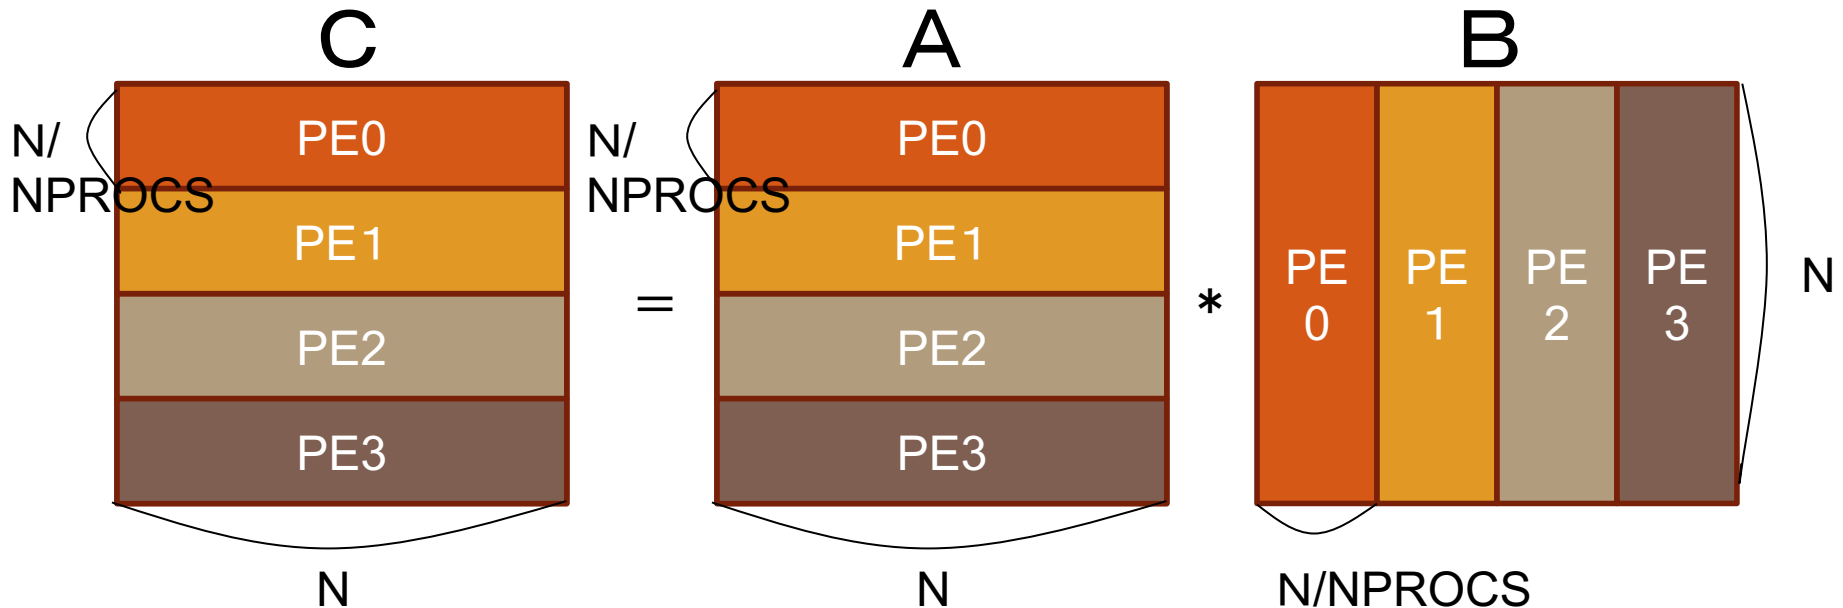 C
A
B
N/
NPROCS
PE0
PE1
PE2
PE3
N
=
N/
NPROCS
PE0
PE1
PE2
PE3
N
*
PE
0
PE
1
PE
2
PE
3
N
N/NPROCS